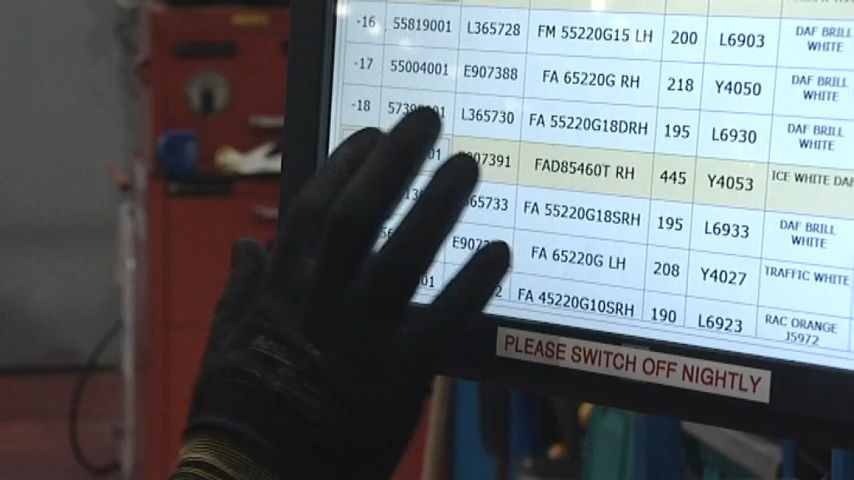 -16 55819001 L365728 FM 55220G15 LH 200 L6903 DAF BRILL WHITE
-17 55004001 E907388 FA 65220G RH 218 Y4050 DAF BRILL WHITE
-18 L365730 FA 55220G18DRH 195 L6930 DAF BRILL WHITE
FAD85460T RH 445 Y4053 ICE WHITE DAF
FA 55220G18SRH 195 L6933 DAF BRILL WHITE
FA 65220G LH 208 Y4027 TRAFFIC WHITE
FA 45220G10SRH 190 L6923 RAC ORANGE J5972
PLEASE SWITCH OFF NIGHTLY